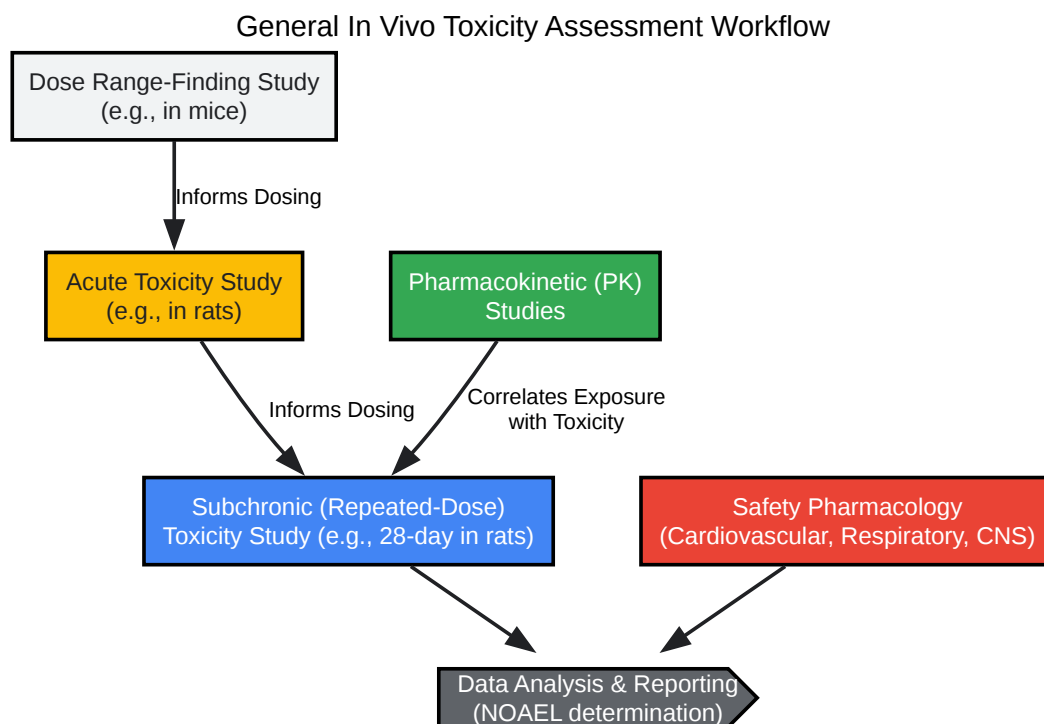 General In Vivo Toxicity Assessment Workflow
Dose Range-Finding Study
(e.g., in mice)
Informs Dosing
Acute Toxicity Study
(e.g., in rats)
Pharmacokinetic (PK)
Studies
Informs Dosing
Correlates Exposure
with Toxicity
Subchronic (Repeated-Dose)
Toxicity Study (e.g., 28-day in rats)
Safety Pharmacology
(Cardiovascular, Respiratory, CNS)
Data Analysis & Reporting
(NOAEL determination)